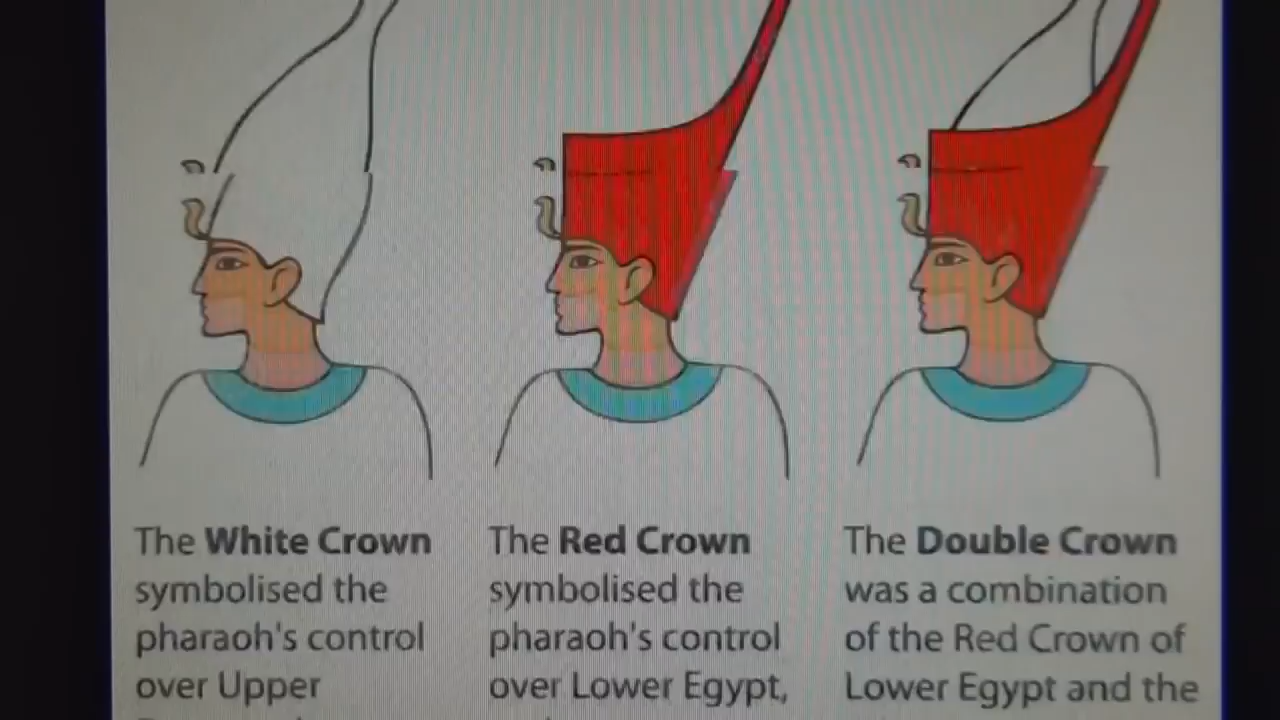 The White Crown
symbolised the
pharaoh's control
over Upper
The Red Crown
symbolised the
pharaoh's control
over Lower Egypt,
The Double Crown
was a combination
of the Red Crown of
Lower Egypt and the